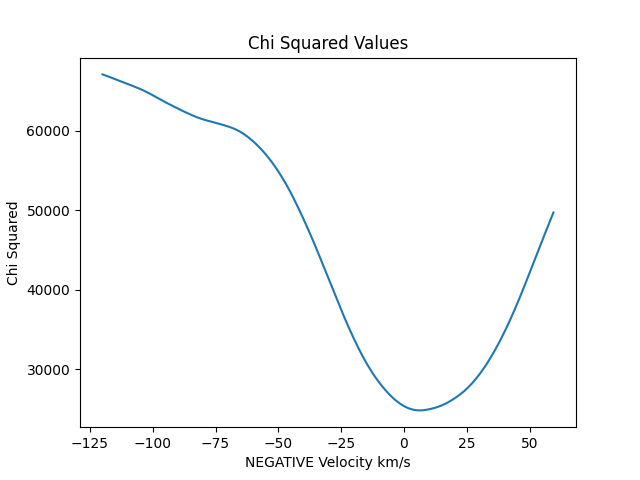 Chi Squared Values
Chi Squared
60000
50000
40000
30000
−125 −100 −75 −50 −25 0 25 50
NEGATIVE Velocity km/s